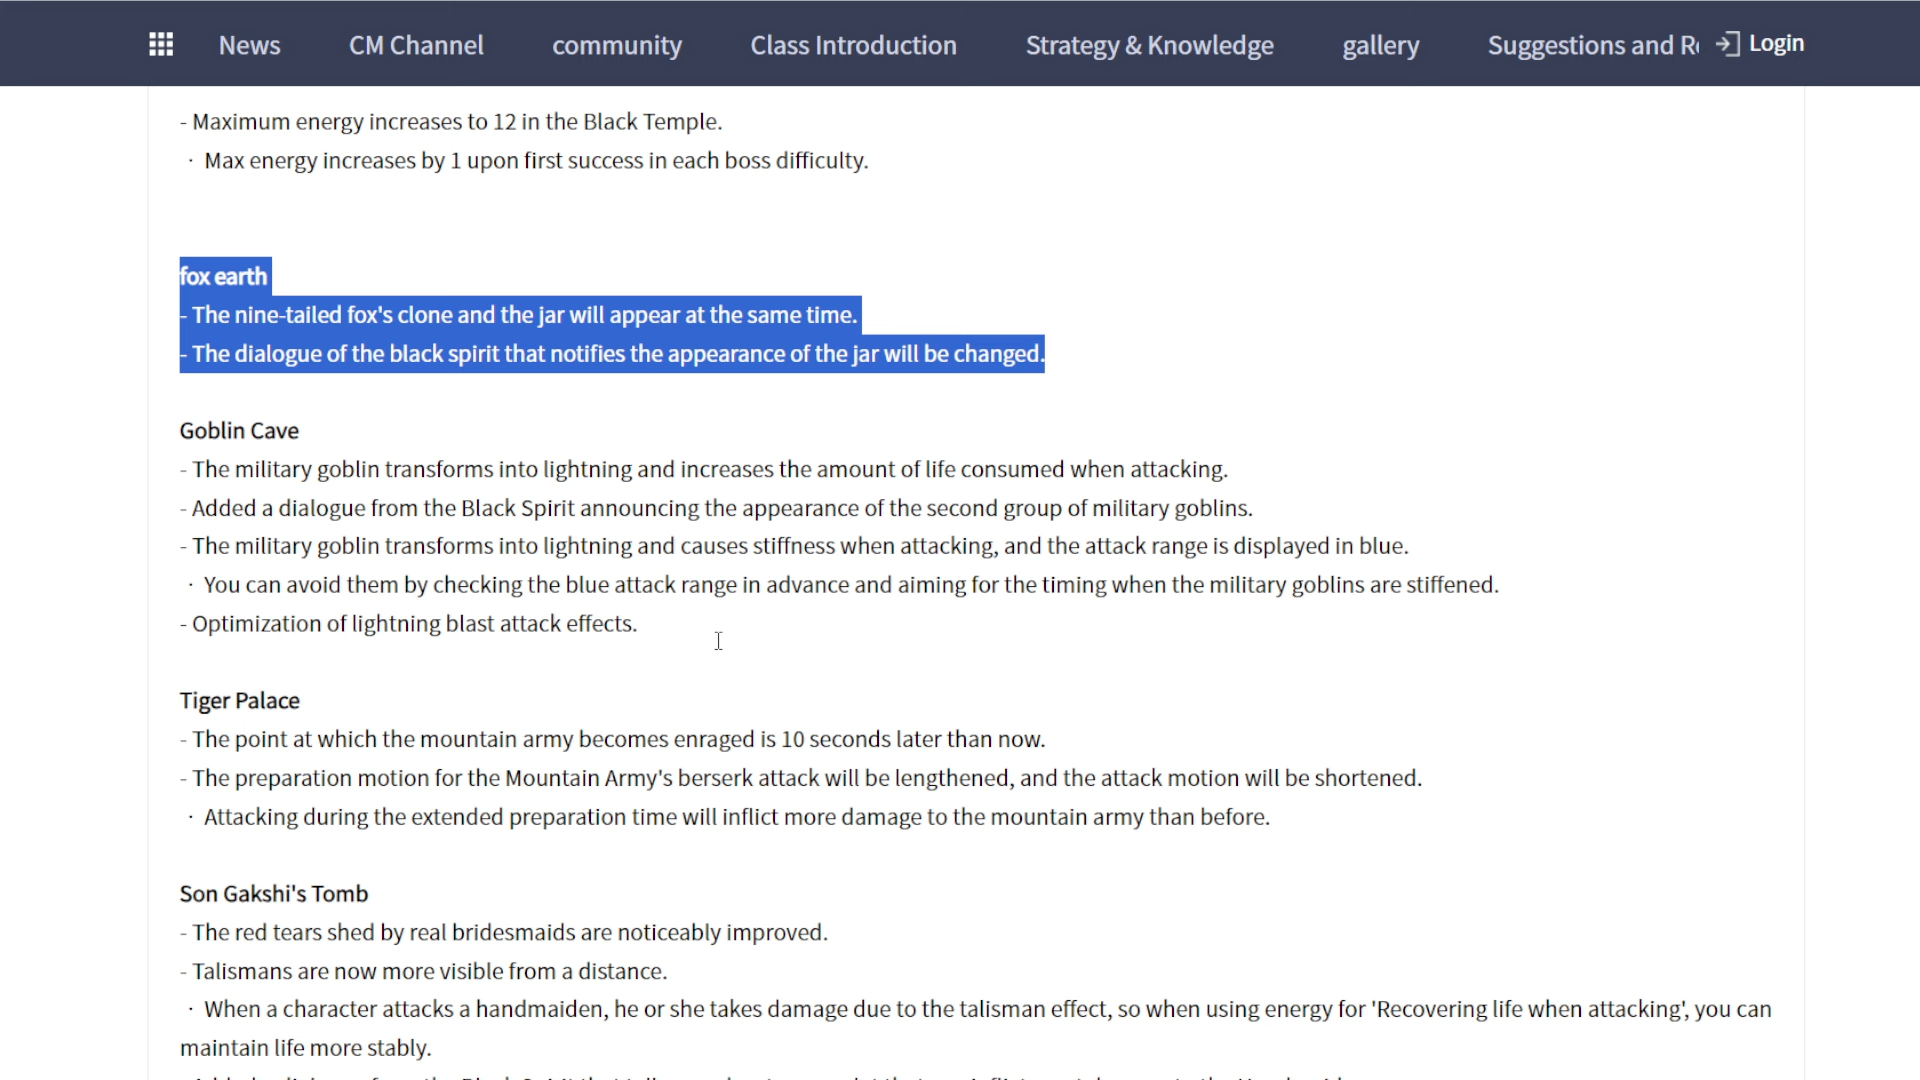 News CM Channel community Class Introduction Strategy & Knowledge gallery Suggestions and Login
- Maximum energy increases to 12 in the Black Temple.
· Max energy increases by 1 upon first success in each boss difficulty.
fox earth
- The nine-tailed fox's clone and the jar will appear at the same time.
- The dialogue of the black spirit that notifies the appearance of the jar will be changed.
Goblin Cave
- The military goblin transforms into lightning and increases the amount of life consumed when attacking.
- Added a dialogue from the Black Spirit announcing the appearance of the second group of military goblins.
- The military goblin transforms into lightning and causes stiffness when attacking, and the attack range is displayed in blue.
· You can avoid them by checking the blue attack range in advance and aiming for the timing when the military goblins are stiffened.
- Optimization of lightning blast attack effects.
Tiger Palace
- The point at which the mountain army becomes enraged is 10 seconds later than now.
- The preparation motion for the Mountain Army's berserk attack will be lengthened, and the attack motion will be shortened.
· Attacking during the extended preparation time will inflict more damage to the mountain army than before.
Son Gakshi's Tomb
- The red tears shed by real bridesmaids are noticeably improved.
- Talismans are now more visible from a distance.
· When a character attacks a handmaiden, he or she takes damage due to the talisman effect, so when using energy for 'Recovering life when attacking', you can
maintain life more stably.